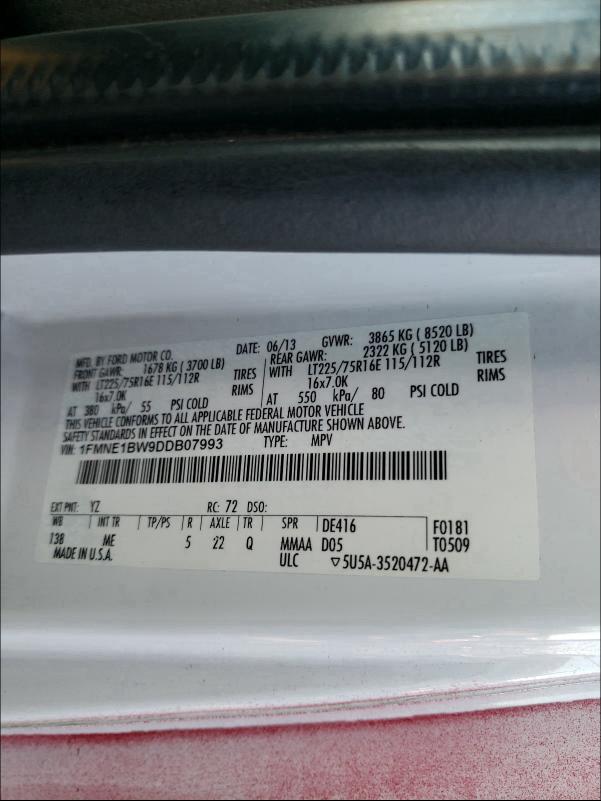 MFD. BY FORD MOTOR CO. DATE: 06/13 GVWR: 3865 KG ( 8520 LB)
FRONT GAWR: 1678 KG ( 3700 LB) REAR GAWR: 2322 KG ( 5120 LB)
WITH LT225/75R16E 115/112R TIRES WITH LT225/75R16E 115/112R TIRES
16x7.0K RIMS 16x7.0K RIMS
AT 380 kPa/ 55 PSI COLD AT 550 kPa/ 80 PSI COLD
THIS VEHICLE CONFORMS TO ALL APPLICABLE FEDERAL MOTOR VEHICLE
SAFETY STANDARDS IN EFFECT ON THE DATE OF MANUFACTURE SHOWN ABOVE.
VIN: 1FMNE1BW9DDB07993 TYPE: MPV
EXT PNT: YZ RC: 72 DSO:
WB INT TR TP/PS R AXLE TR SPR DE416 F0181
138 ME 5 22 Q MMAA D05 T0509
MADE IN U.S.A. ULC ▽5U5A-3520472-AA